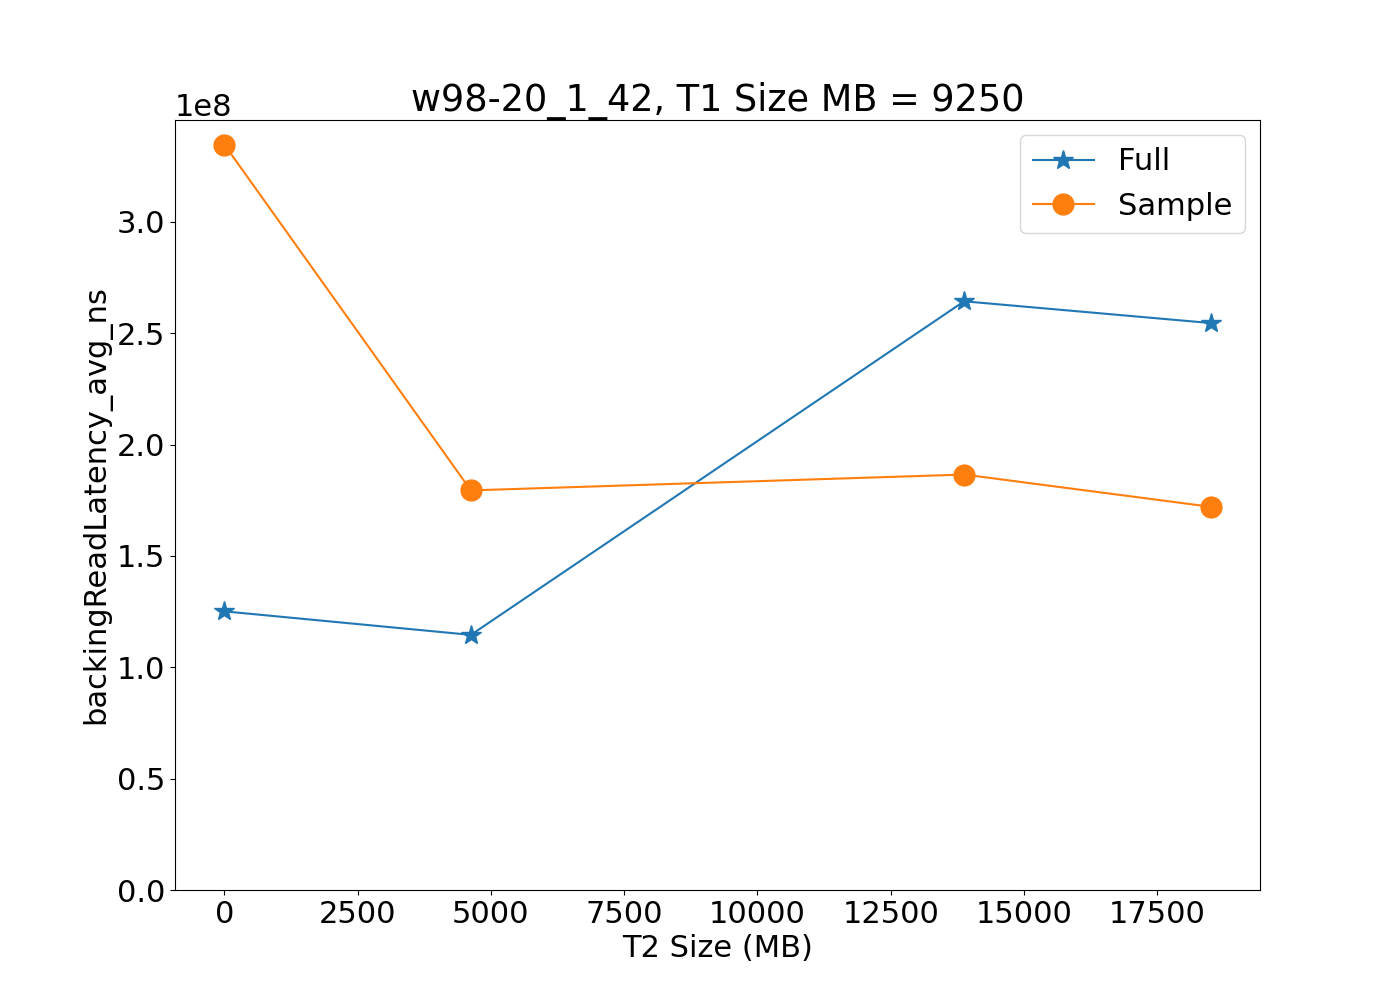 w98-20_1_42, T1 Size MB = 9250
1e8
Full
Sample
3.0
2.5
2.0
1.5
1.0
0.5
0.0
backingReadLatency_avg_ns
0 2500 5000 7500 10000 12500 15000 17500
T2 Size (MB)